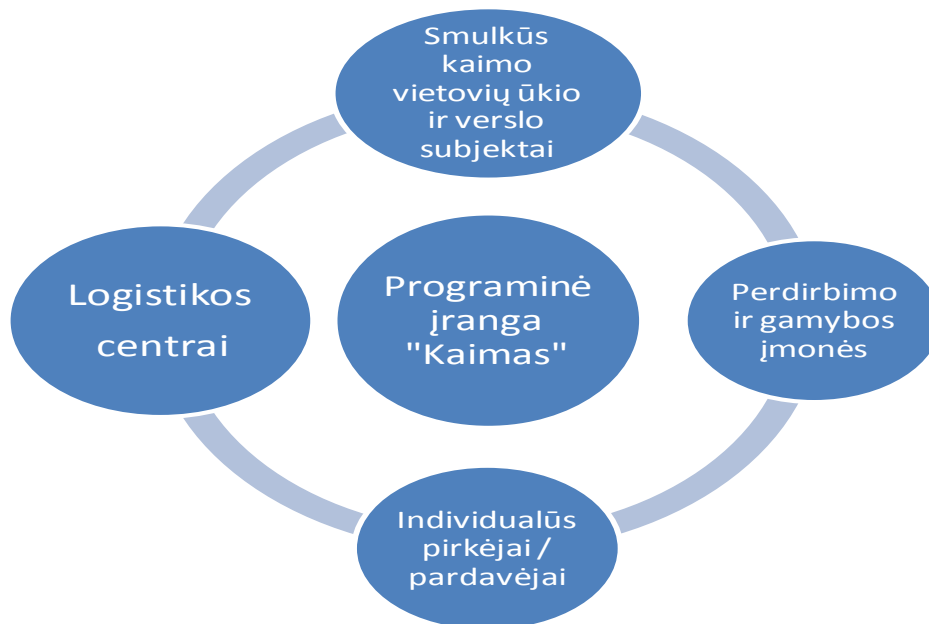 Smulkūs
kaimo
vietovių ūkio
ir verslo
subjektai
Logistikos
centrai
Programinė
įranga
"Kaimas"
Perdirbimo
ir gamybos
įmonės
Individualūs
pirkėjai /
pardavėjai